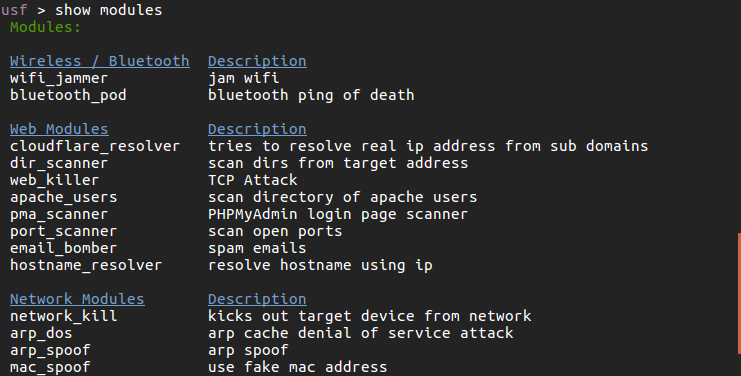 usf > show modules
Modules:
Wireless / Bluetooth Description
wifi_jammer jam wifi
bluetooth_pod bluetooth ping of death
Web Modules Description
cloudflare_resolver tries to resolve real ip address from sub domains
dir_scanner scan dirs from target address
web_killer TCP Attack
apache_users scan directory of apache users
pma_scanner PHPMyAdmin login page scanner
port_scanner scan open ports
email_bomber spam emails
hostname_resolver resolve hostname using ip
Network Modules Description
network_kill kicks out target device from network
arp_dos arp cache denial of service attack
arp_spoof arp spoof
mac_spoof use fake mac address